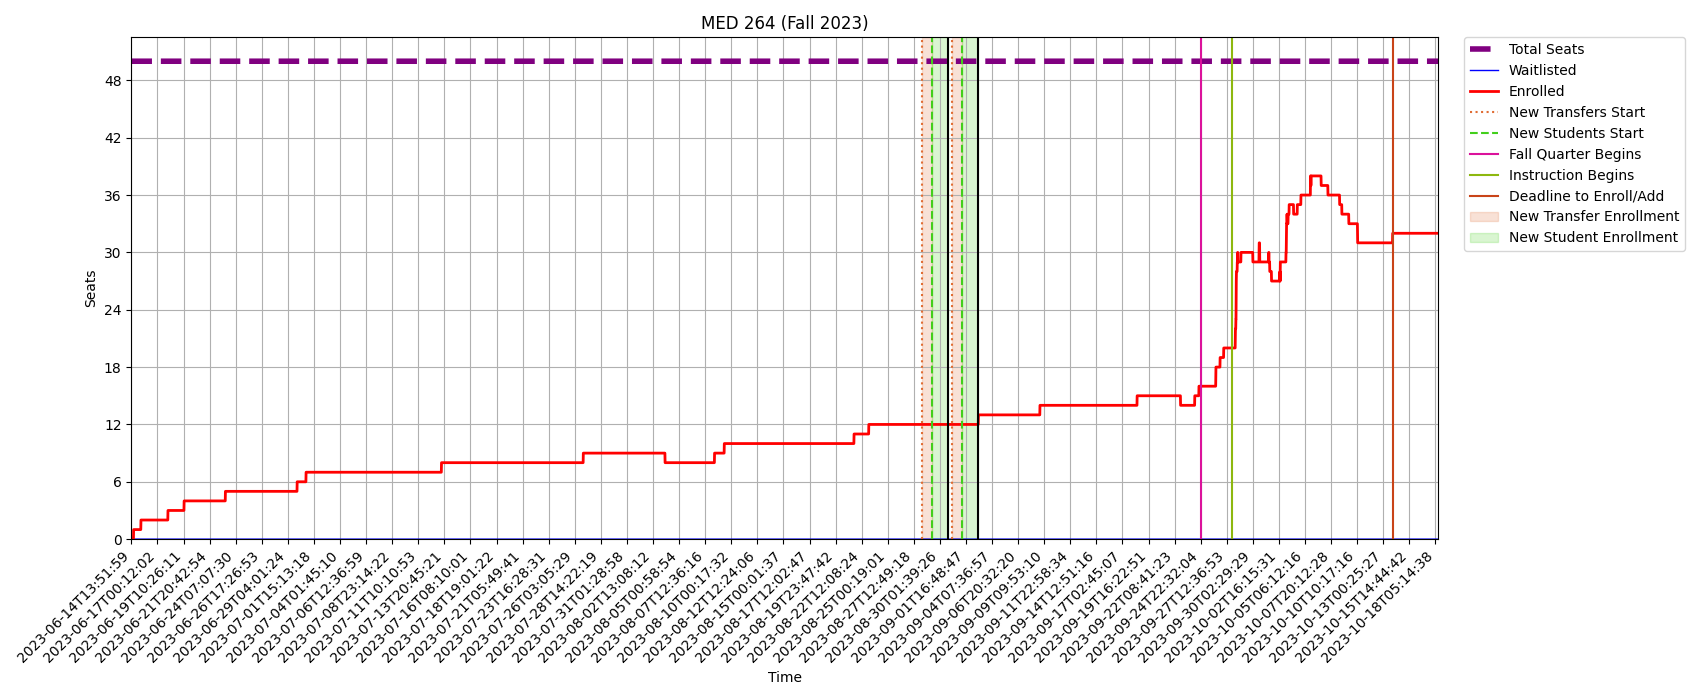 MED 264 (Fall 2023)
Seats
48
42
36
30
24
18
12
6
0
2023-06-14T13:51:59
2023-06-17T00:12:02
2023-06-19T10:26:11
2023-06-21T20:42:54
2023-06-24T07:07:30
2023-06-26T17:26:53
2023-06-29T04:01:24
2023-07-01T15:13:18
2023-07-04T01:45:10
2023-07-06T12:36:59
2023-07-08T23:14:22
2023-07-11T10:10:53
2023-07-13T20:45:21
2023-07-16T08:10:01
2023-07-18T19:01:22
2023-07-21T05:49:41
2023-07-23T16:28:31
2023-07-26T03:05:29
2023-07-28T14:22:19
2023-07-31T01:28:58
2023-08-02T13:08:12
2023-08-05T00:58:54
2023-08-07T12:36:16
2023-08-10T00:17:32
2023-08-12T12:24:06
2023-08-15T00:01:37
2023-08-17T12:02:47
2023-08-19T23:47:42
2023-08-22T12:08:24
2023-08-25T00:19:01
2023-08-27T12:49:18
2023-08-30T01:39:26
2023-09-01T16:48:47
2023-09-04T07:36:57
2023-09-06T20:32:20
2023-09-09T09:53:10
2023-09-11T22:58:34
2023-09-14T12:51:16
2023-09-17T02:45:07
2023-09-19T16:22:51
2023-09-22T08:41:23
2023-09-24T22:32:04
2023-09-27T12:36:53
2023-09-30T02:29:29
2023-10-02T16:15:31
2023-10-05T06:12:16
2023-10-07T20:12:28
2023-10-10T10:17:16
2023-10-13T00:25:27
2023-10-15T14:44:42
2023-10-18T05:14:38
Time
Total Seats
Waitlisted
Enrolled
New Transfers Start
New Students Start
Fall Quarter Begins
Instruction Begins
Deadline to Enroll/Add
New Transfer Enrollment
New Student Enrollment